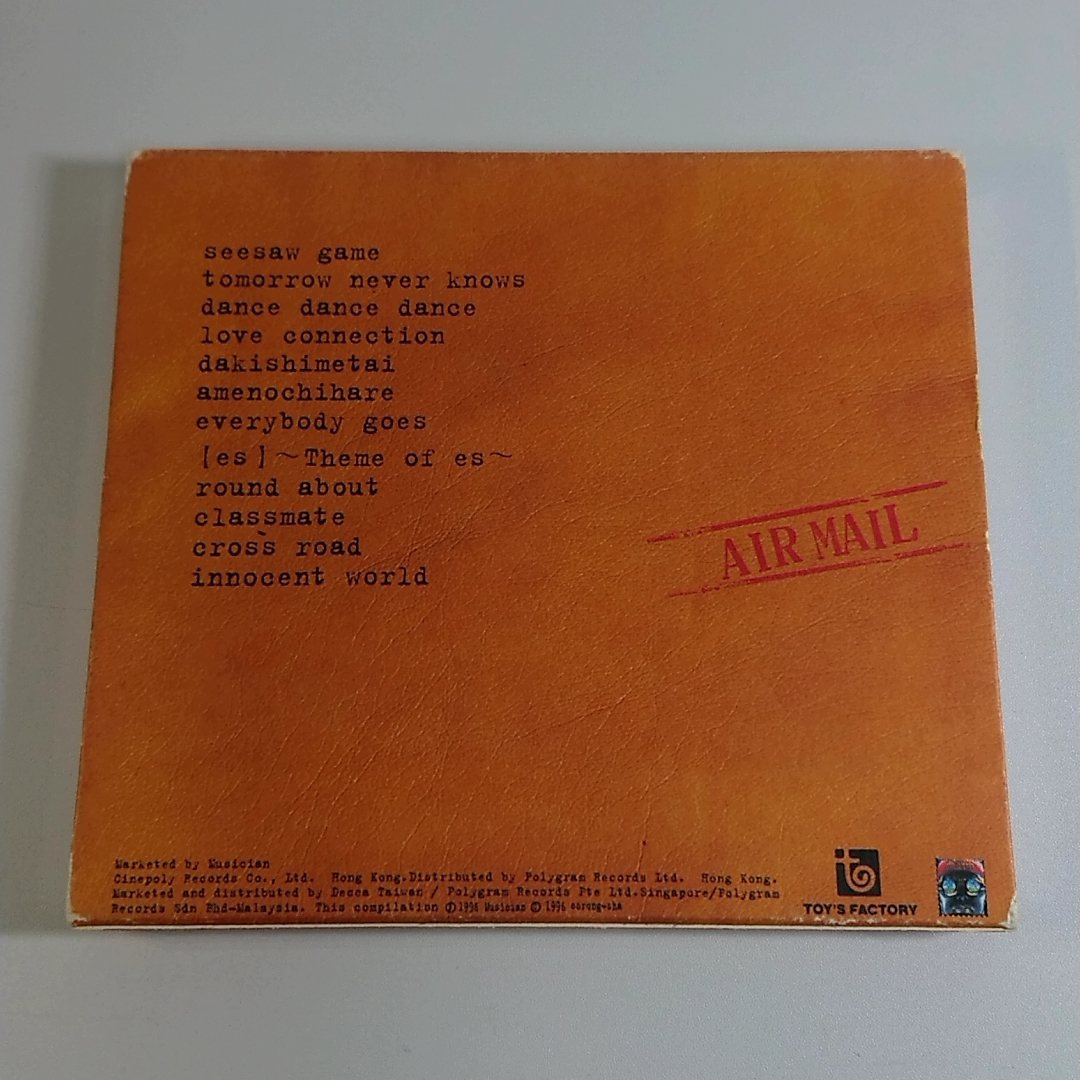 seesaw game
tomorrow never knows
dance dance dance
love connection
dakishimetai
amenochihare
everybody goes
[es]~Theme of es~
round about
classmate
cross road
innocent world
AIR MAIL
Marketed by Musician
Cinepoly Records Co., Ltd. Hong Kong.Distributed by Polygram Records Ltd. Hong Kong.
Marketed and distributed by Decca Taiwan / Polygram Records Pte Ltd.Singapore/Polygram
Records Sdn Bhd-Malaysia. This compilation ℗1996 Musician © 1996
TOY'S FACTORY